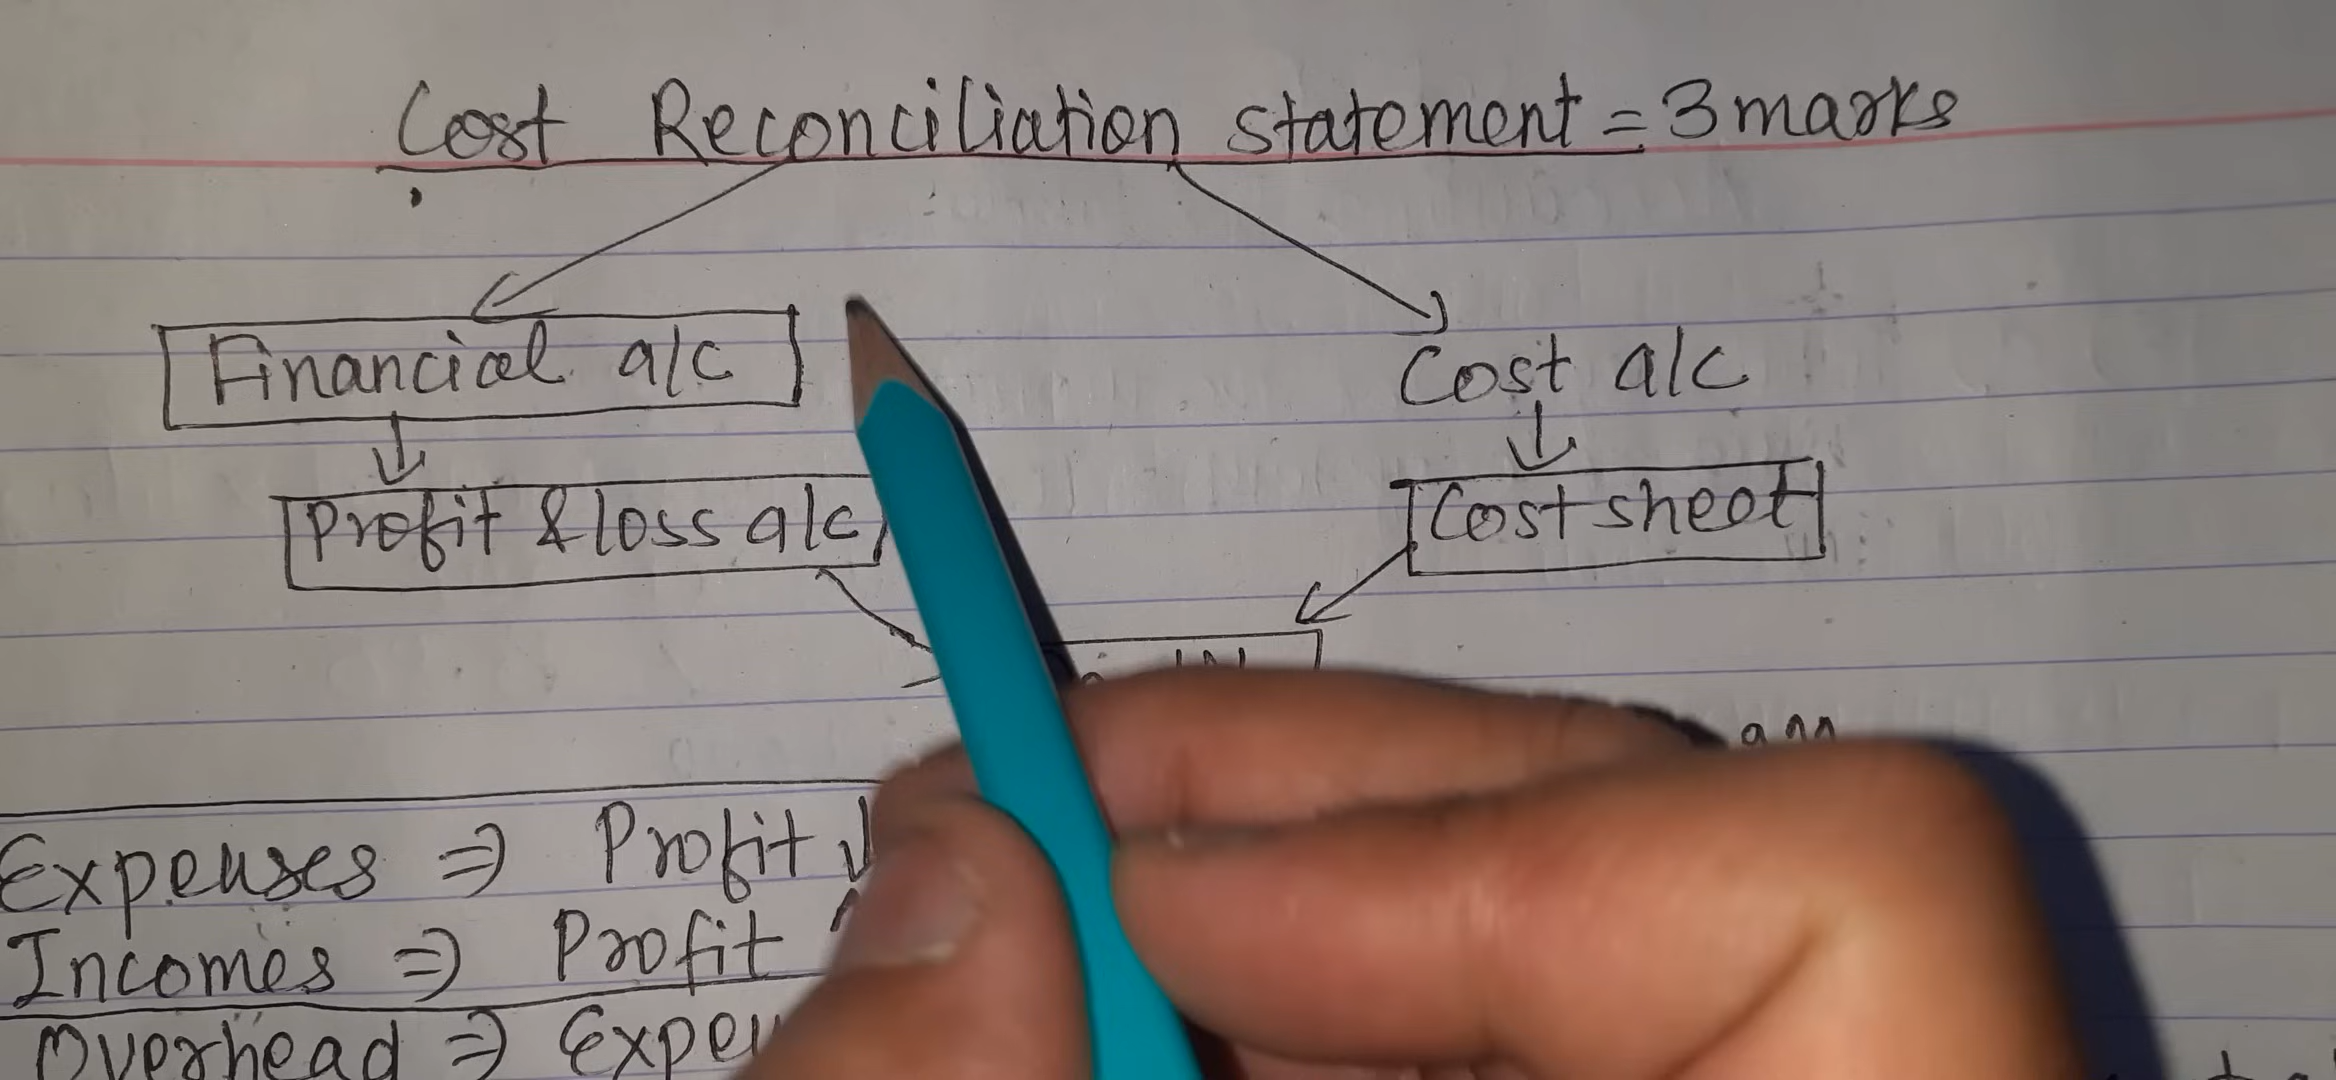 Cost Reconciliation statement = 3 marks
Financial a/c
Cost a/c
Profit & loss a/c
Cost sheet
Expenses ⇒ Profit ↓
Incomes ⇒ Profit
Overhead ⇒